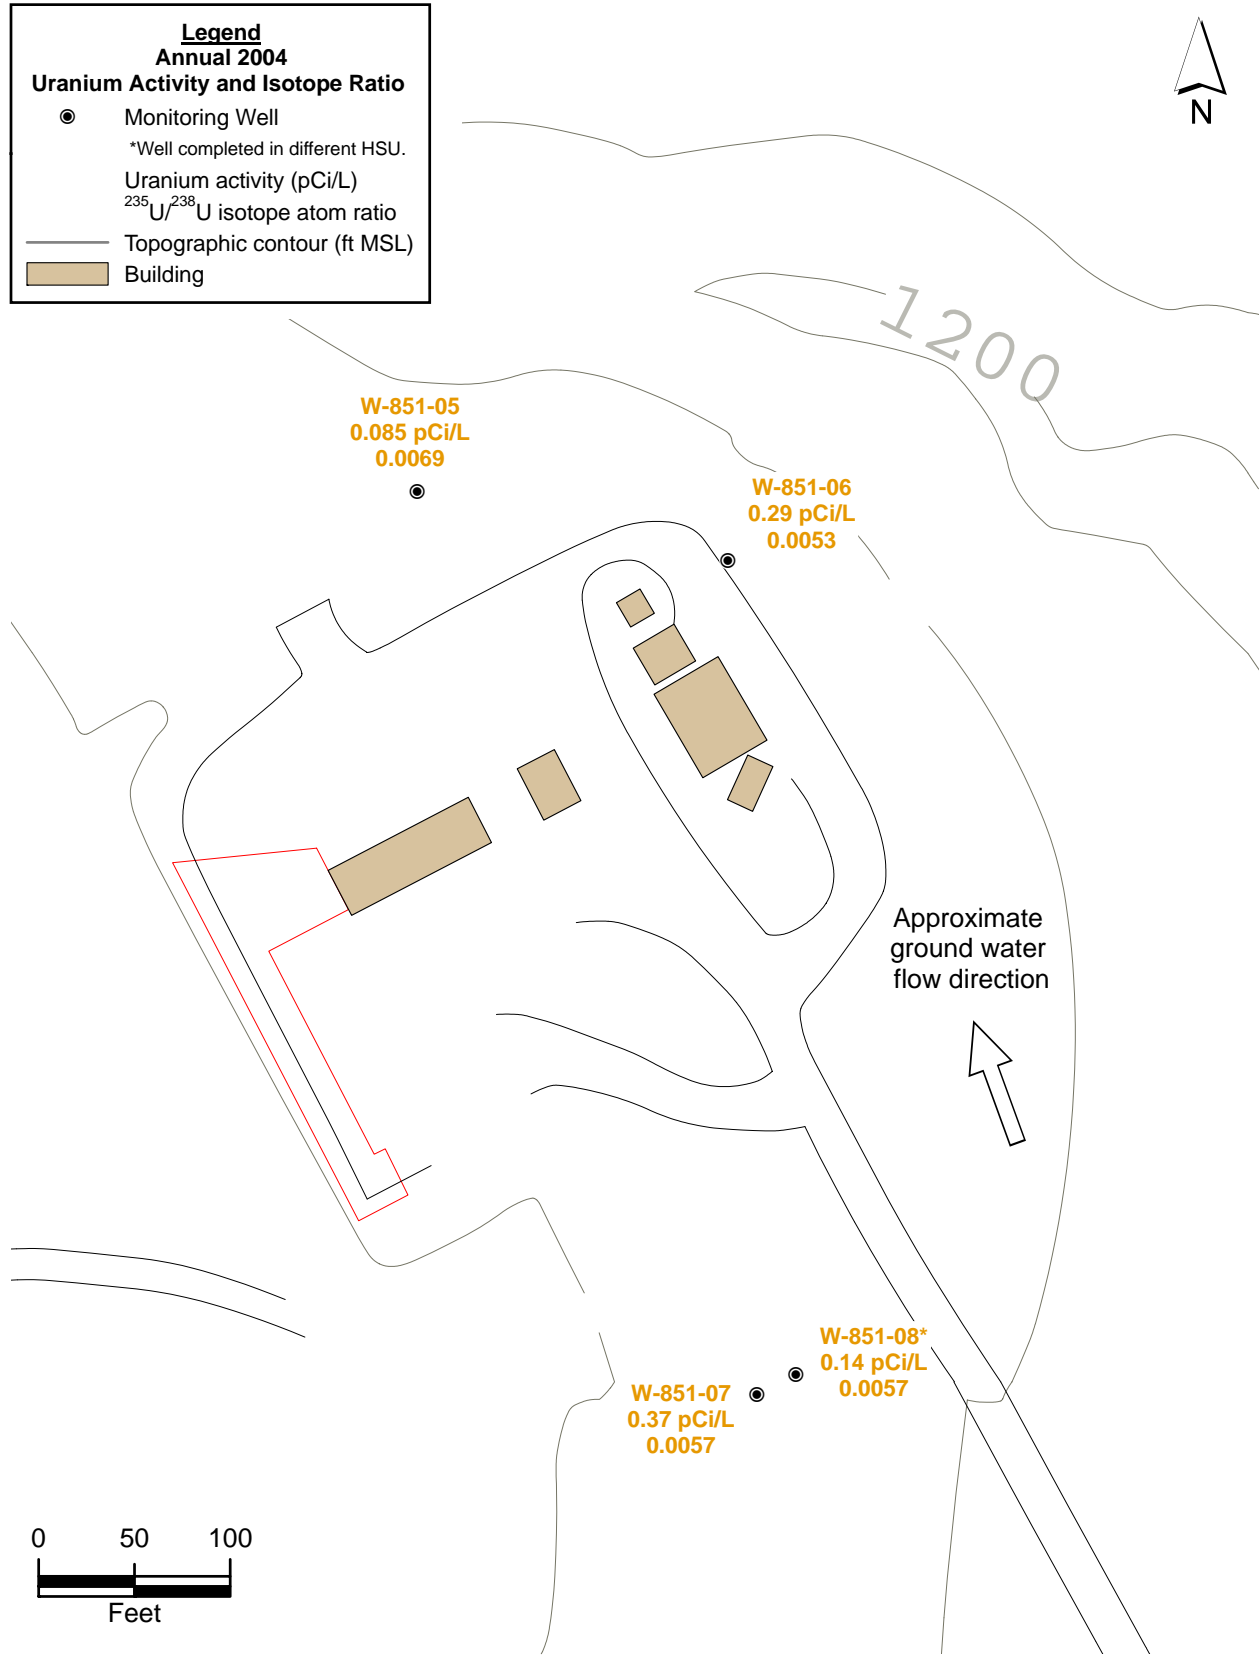 Legend
Annual 2004
Uranium Activity and Isotope Ratio
Monitoring Well
*Well completed in different HSU.
Uranium activity (pCi/L)
235U/238U isotope atom ratio
Topographic contour (ft MSL)
Building
N
1200
W-851-05
0.085 pCi/L
0.0069
W-851-06
0.29 pCi/L
0.0053
Approximate
ground water
flow direction
W-851-08*
0.14 pCi/L
0.0057
W-851-07
0.37 pCi/L
0.0057
0 50 100
Feet